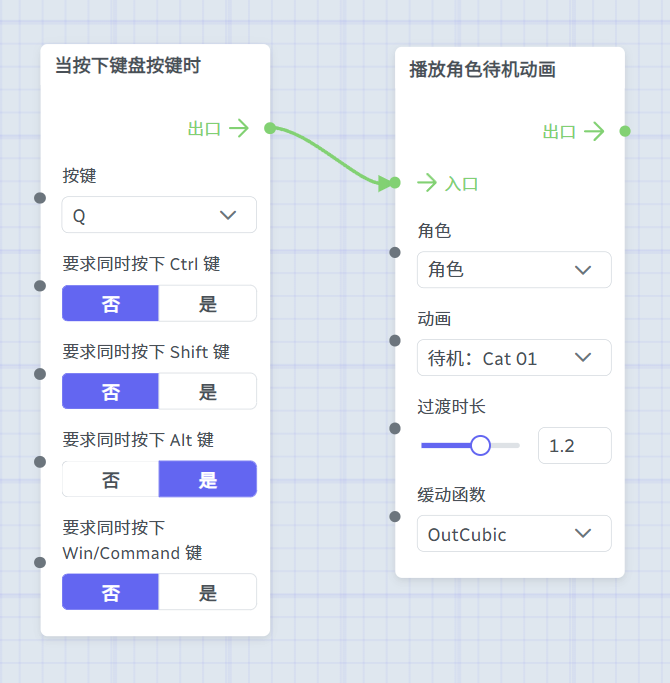 当按下键盘按键时
出口
按键
Q
要求同时按下 Ctrl 键
否 是
要求同时按下 Shift 键
否 是
要求同时按下 Alt 键
否 是
要求同时按下
Win/Command 键
否 是
播放角色待机动画
出口
入口
角色
角色
动画
待机：Cat 01
过渡时长
1.2
缓动函数
OutCubic